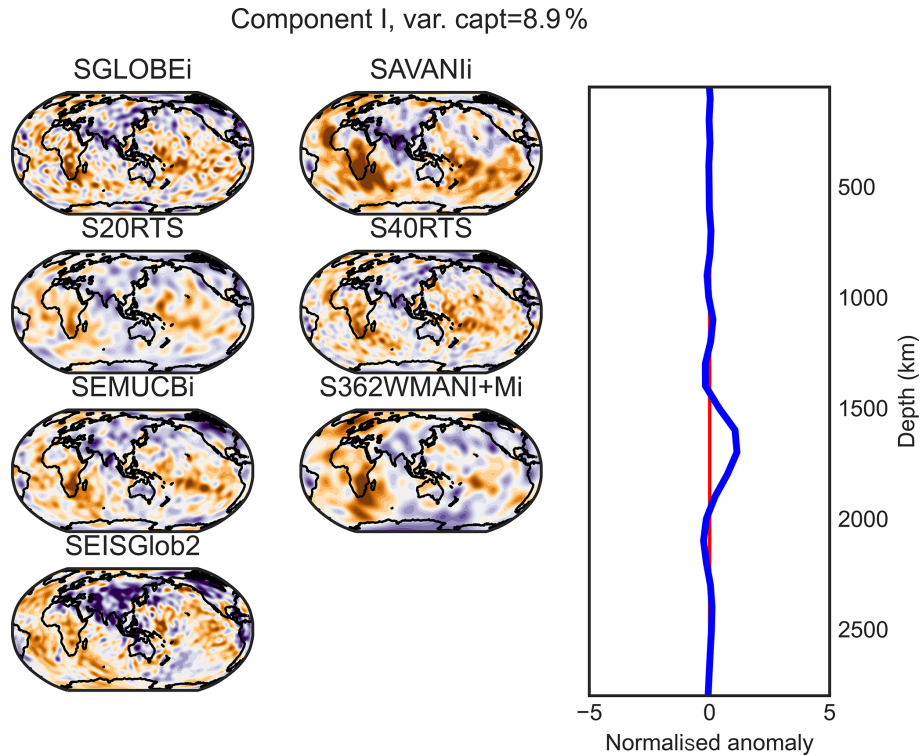 Component I, var. capt=8.9%
SGLOBEi
SAVANIi
S20RTS
S40RTS
SEMUCBi
S362WMANI+Mi
SEISGlob2
500
1000
1500
2000
2500
Depth (km)
−5
0
5
Normalised anomaly